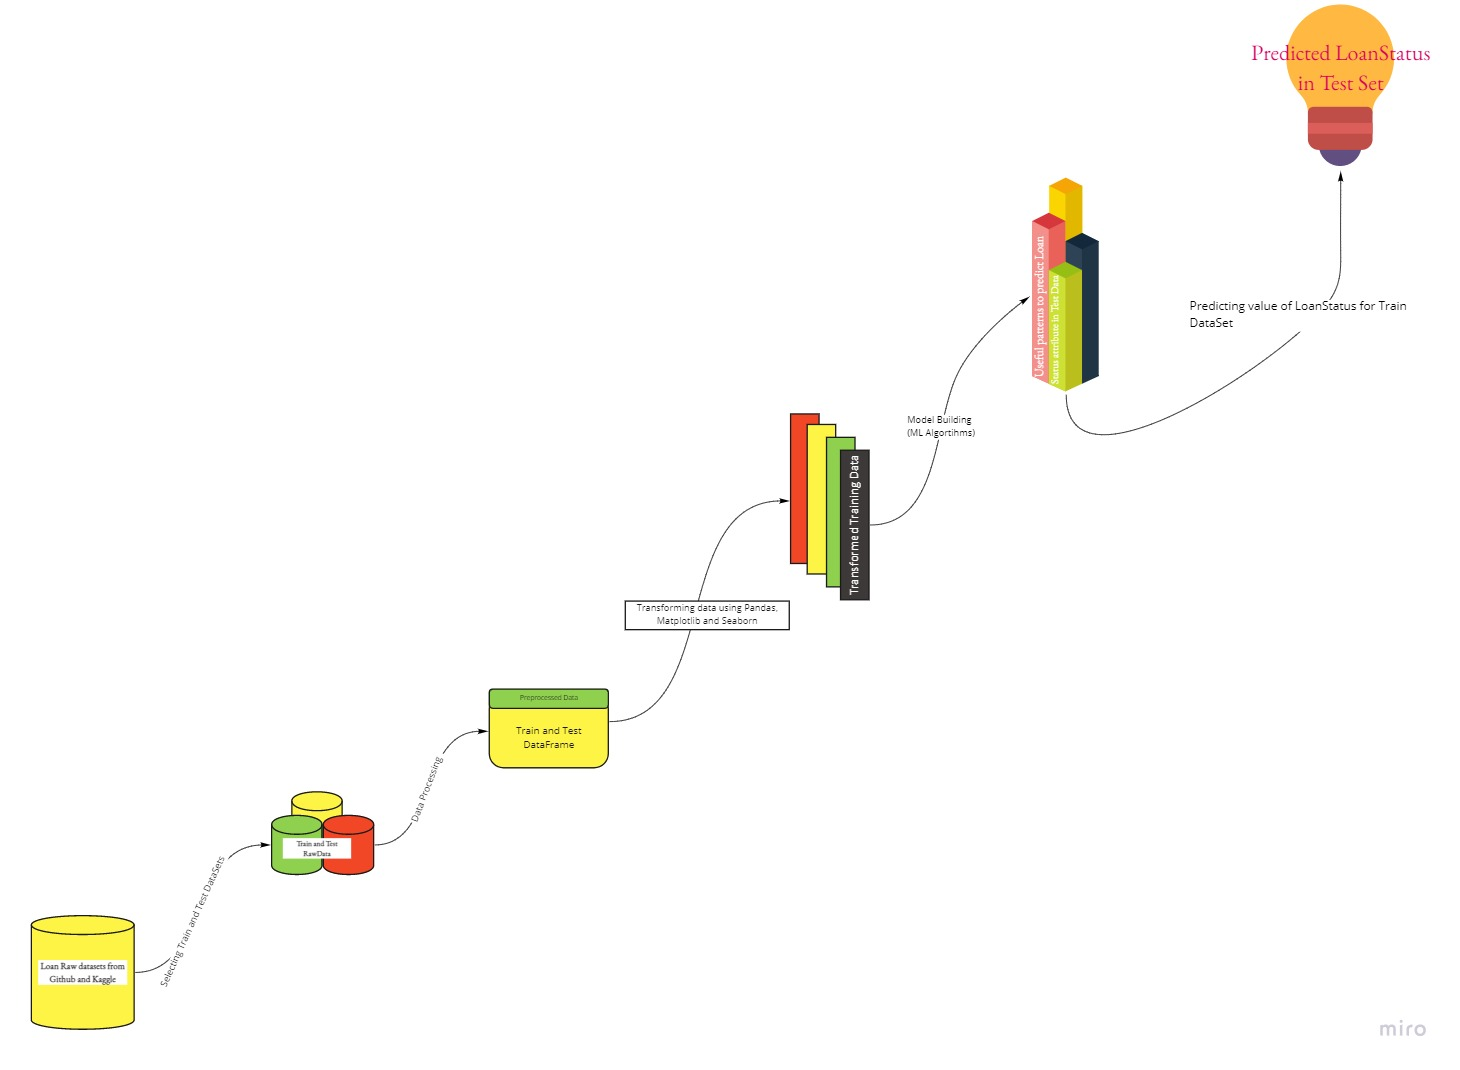 Predicted LoanStatus
in Test Set
Predicting value of LoanStatus for Train
DataSet
Useful patterns to predict Loan
Status attribute in Test Data
Model Building
(ML Algortihms)
Transformed Training Data
Transforming data using Pandas,
Matplotlib and Seaborn
Preprocessed Data
Train and Test
DataFrame
Data Processing
Train and Test
RawData
Selecting Train and Test DataSets
Loan Raw datasets from
Github and Kaggle
miro